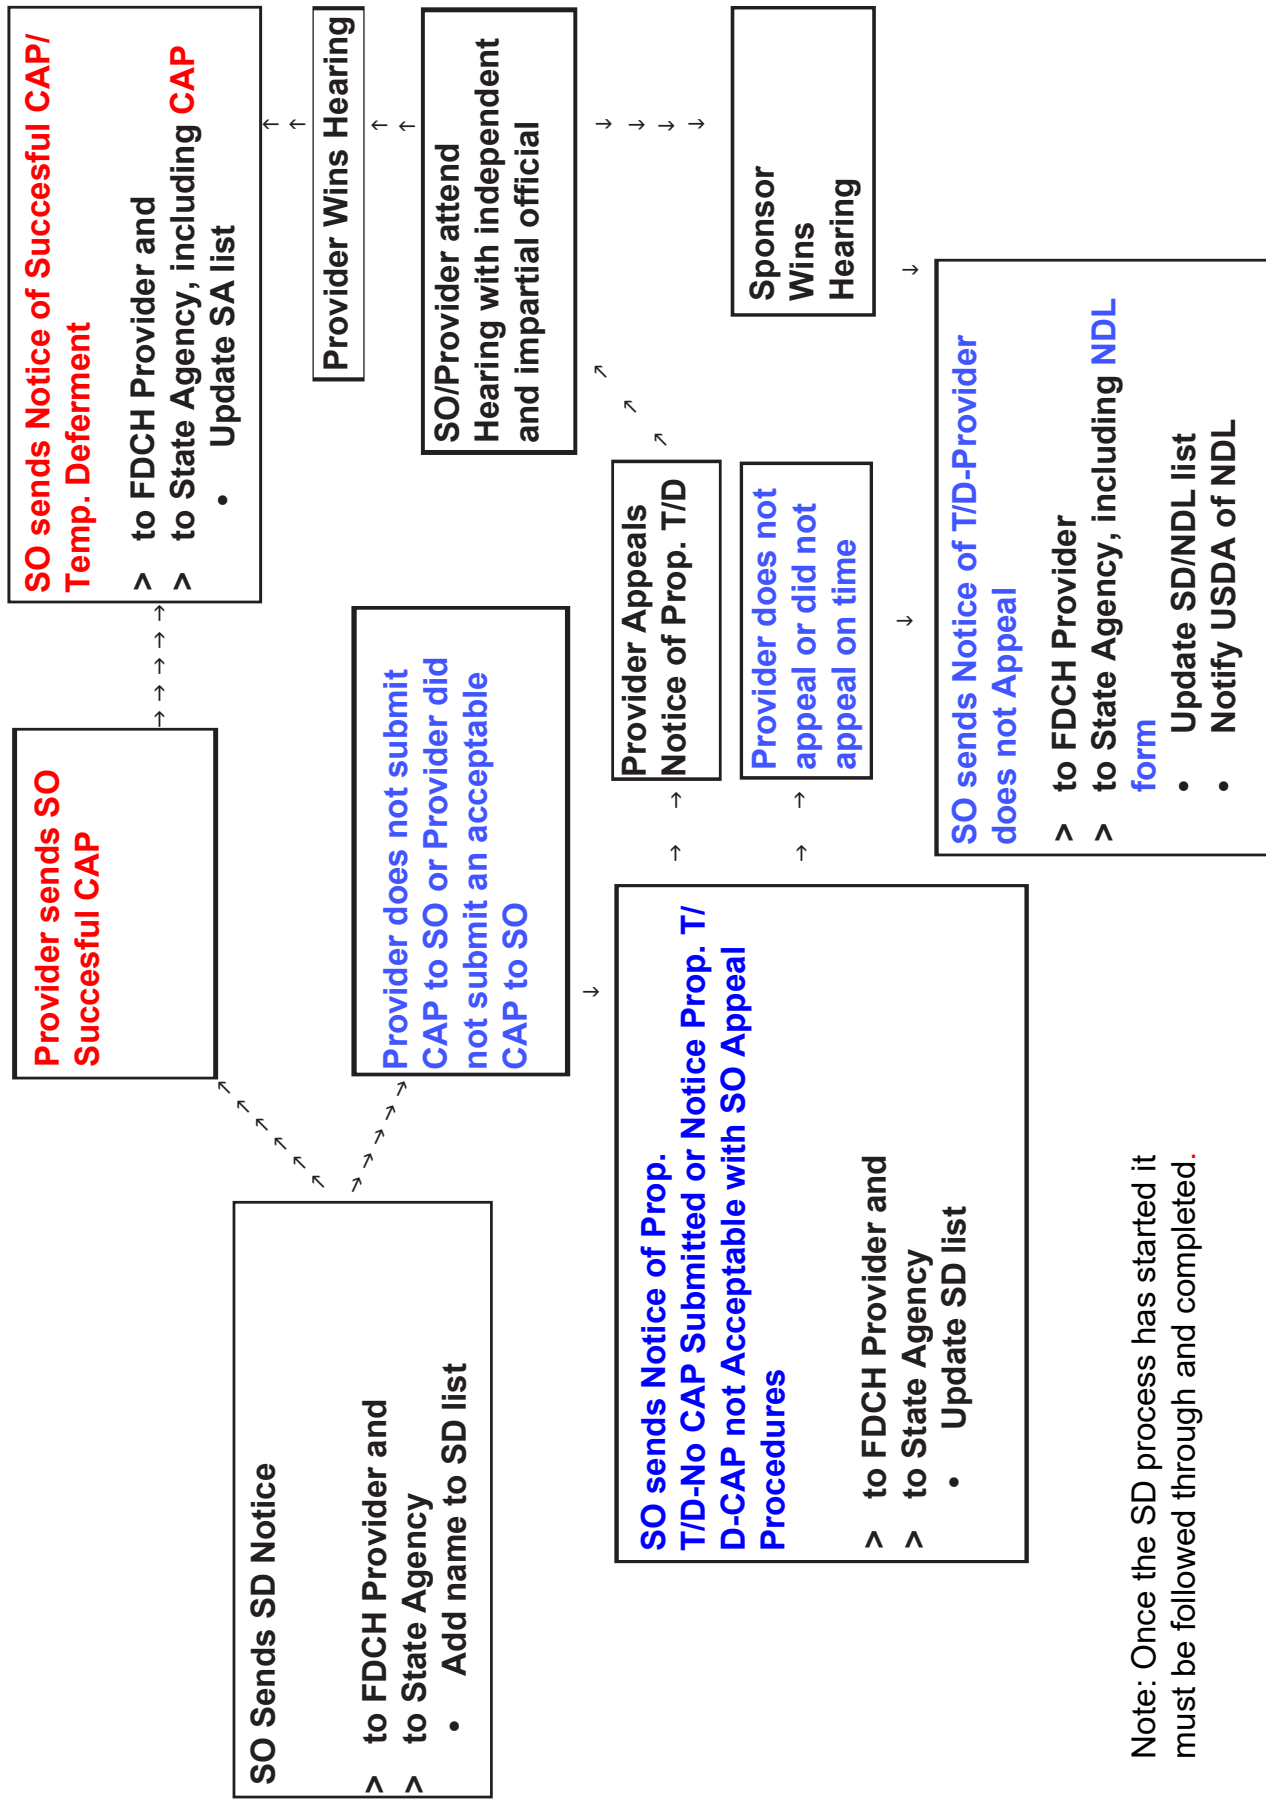 SO Sends SD Notice
> to FDCH Provider and
> to State Agency
• Add name to SD list
Provider sends SO
Succesful CAP
SO sends Notice of Succesful CAP/
Temp. Deferment
> to FDCH Provider and
> to State Agency, including CAP
• Update SA list
Provider Wins Hearing
Provider does not submit
CAP to SO or Provider did
not submit an acceptable
CAP to SO
SO/Provider attend
Hearing with independent
and impartial official
SO sends Notice of Prop.
T/D-No CAP Submitted or Notice Prop. T/
D-CAP not Acceptable with SO Appeal
Procedures
> to FDCH Provider and
> to State Agency
• Update SD list
Provider Appeals
Notice of Prop. T/D
Provider does not
appeal or did not
appeal on time
Sponsor
Wins
Hearing
SO sends Notice of T/D-Provider
does not Appeal
> to FDCH Provider
> to State Agency, including NDL
form
• Update SD/NDL list
• Notify USDA of NDL
Note: Once the SD process has started it
must be followed through and completed.